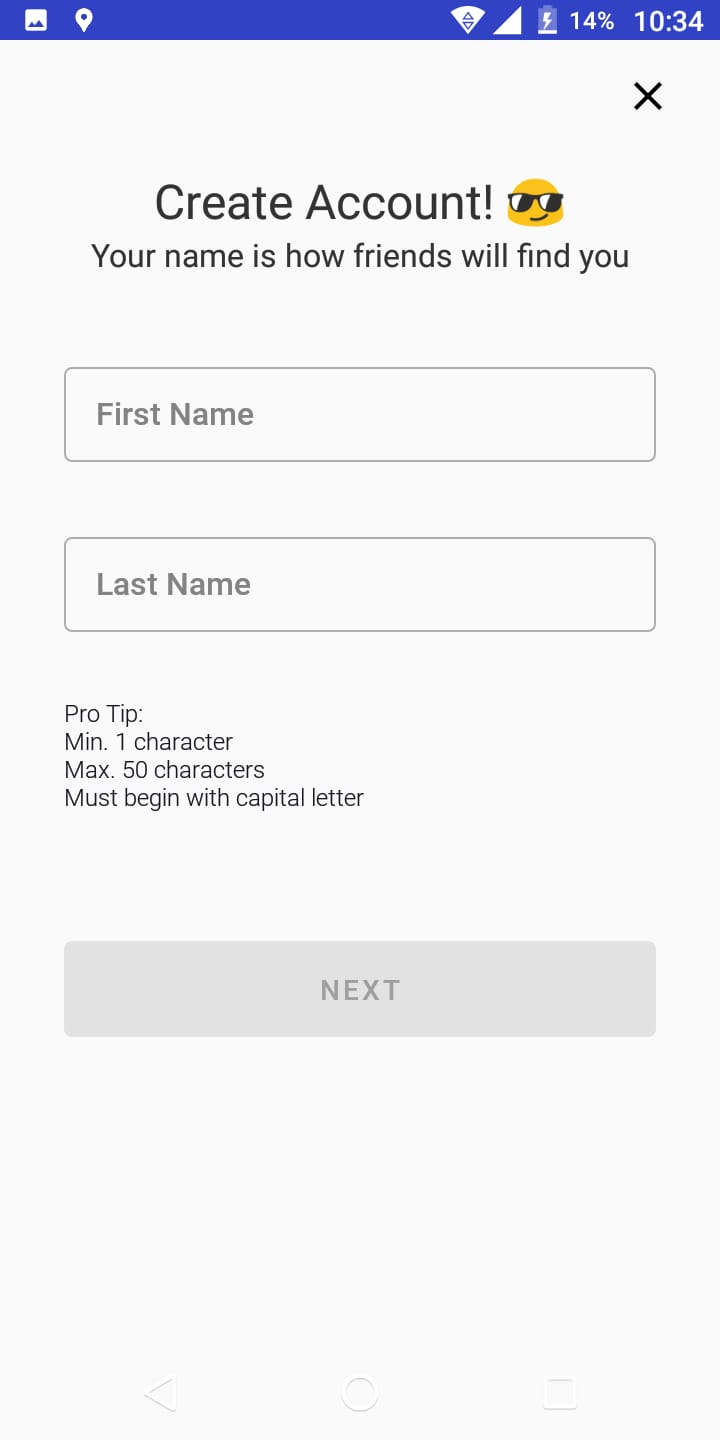 14% 10:34
Create Account! 😎
Your name is how friends will find you
First Name
Last Name
Pro Tip:
Min. 1 character
Max. 50 characters
Must begin with capital letter
NEXT